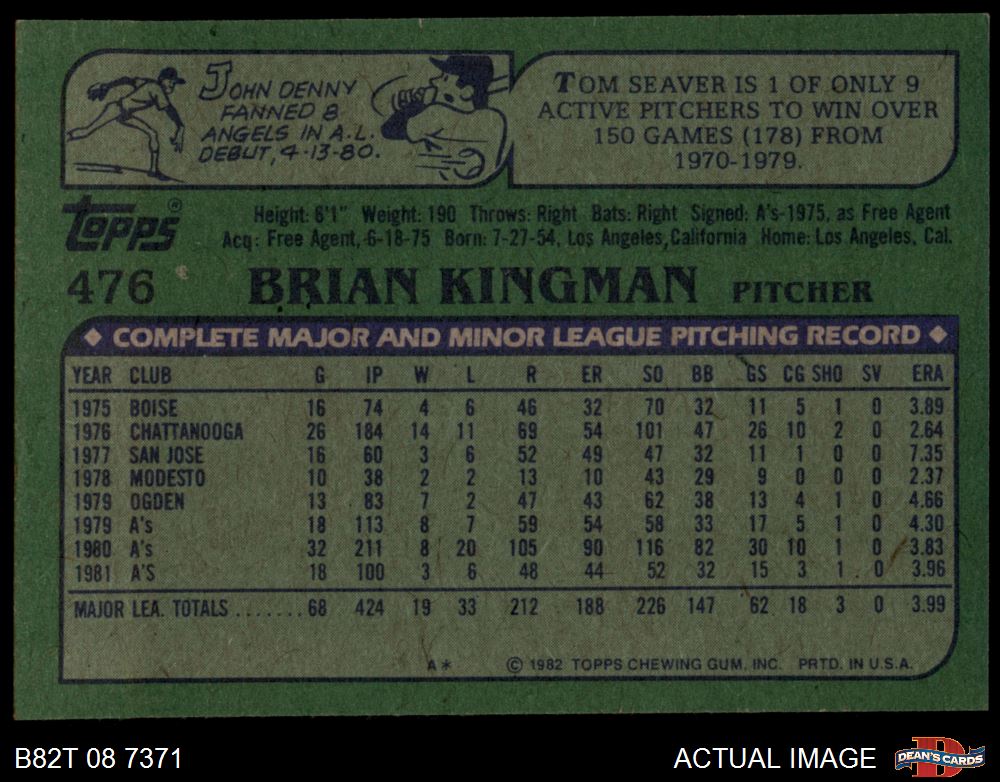 JOHN DENNY
FANNED 8
ANGELS IN A.L.
DEBUT, 4-13-80.
TOM SEAVER IS 1 OF ONLY 9
ACTIVE PITCHERS TO WIN OVER
150 GAMES (178) FROM
1970-1979.
Topps®
Height: 6'1" Weight: 190 Throws: Right Bats: Right Signed: A's-1975, as Free Agent
Acq: Free Agent, 6-18-75 Born: 7-27-54, Los Angeles, California Home: Los Angeles, Cal.
476 BRIAN KINGMAN PITCHER
◆ COMPLETE MAJOR AND MINOR LEAGUE PITCHING RECORD ◆
YEAR CLUB G IP W L R ER SO BB GS CG SHO SV ERA
1975 BOISE 16 74 4 6 46 32 70 32 11 5 1 0 3.89
1976 CHATTANOOGA 26 184 14 11 69 54 101 47 26 10 2 0 2.64
1977 SAN JOSE 16 60 3 6 52 49 47 32 11 1 0 0 7.35
1978 MODESTO 10 38 2 2 13 10 43 29 9 0 0 0 2.37
1979 OGDEN 13 83 7 2 47 43 62 38 13 4 1 0 4.66
1979 A's 18 113 8 7 59 54 58 33 17 5 1 0 4.30
1980 A's 32 211 8 20 105 90 116 82 30 10 1 0 3.83
1981 A'S 18 100 3 6 48 44 52 32 15 3 1 0 3.96
MAJOR LEA. TOTALS ....... 68 424 19 33 212 188 226 147 62 18 3 0 3.99
A* © 1982 TOPPS CHEWING GUM, INC. PRTD. IN U.S.A.
B82T 08 7371 ACTUAL IMAGE DEAN'S CARDS